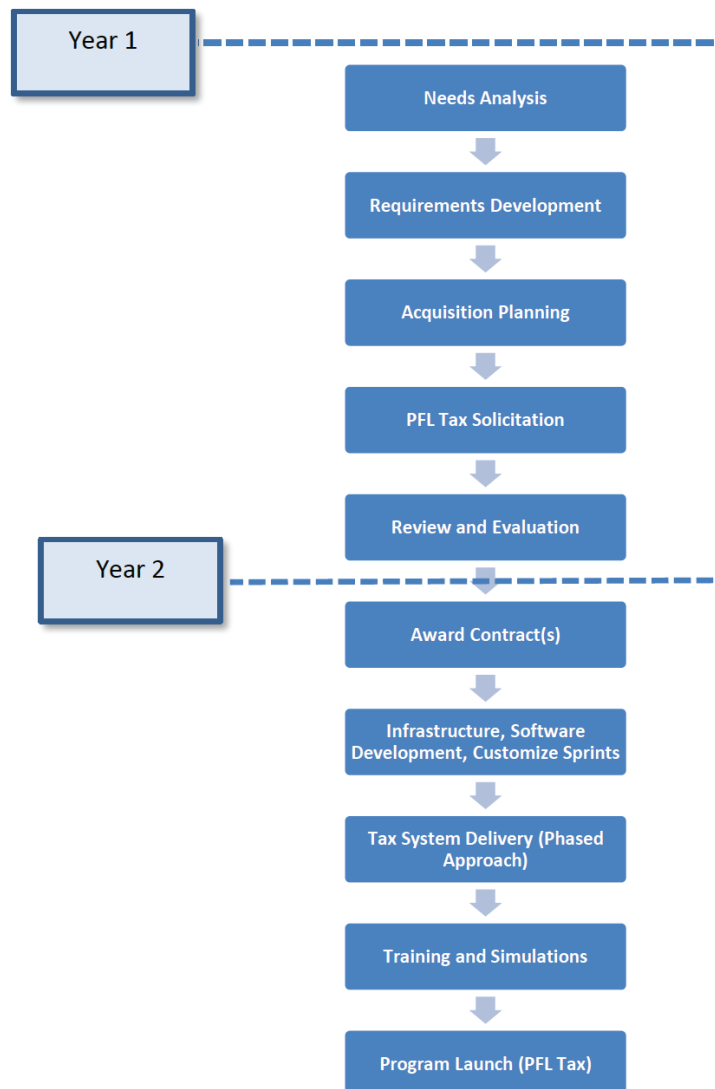 Year 1
Needs Analysis
Requirements Development
Acquisition Planning
PFL Tax Solicitation
Review and Evaluation
Year 2
Award Contract(s)
Infrastructure, Software
Development, Customize Sprints
Tax System Delivery (Phased
Approach)
Training and Simulations
Program Launch (PFL Tax)